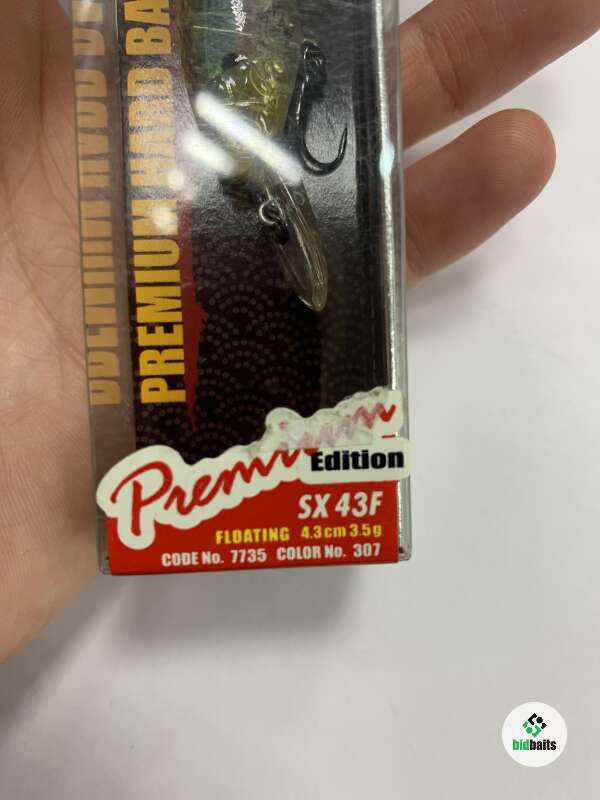 PREMIUM HARD BA
Premium
Edition
SX 43F
FLOATING 4.3cm 3.5g
CODE No. 7735 COLOR No. 307
bidbaits